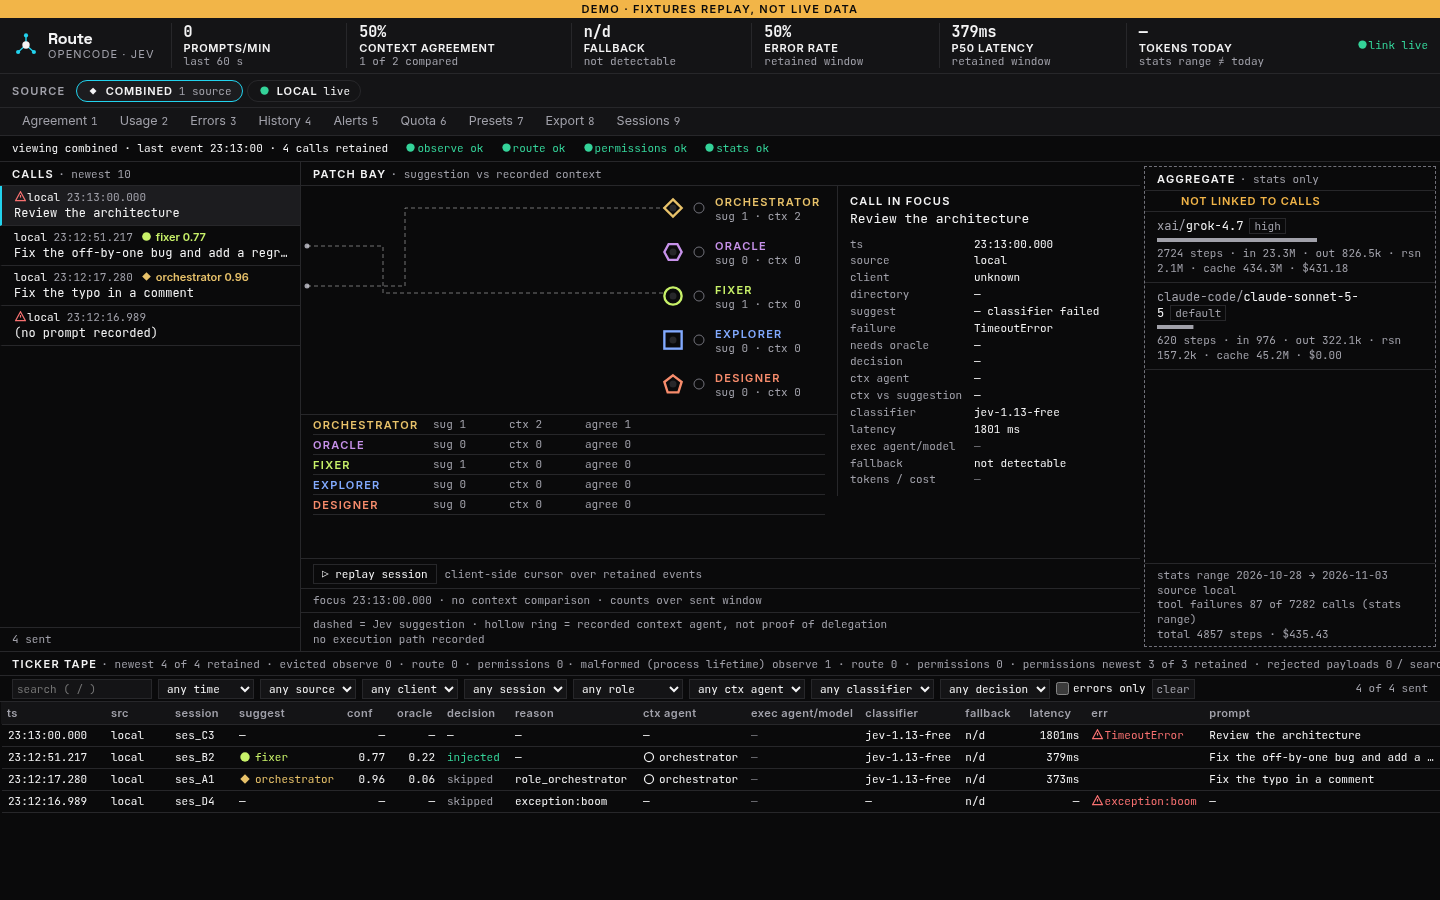 DEMO · FIXTURES REPLAY, NOT LIVE DATA
Route
OPENCODE · JEV
0
PROMPTS/MIN
last 60 s
50%
CONTEXT AGREEMENT
1 of 2 compared
n/d
FALLBACK
not detectable
50%
ERROR RATE
retained window
379ms
P50 LATENCY
retained window
—
TOKENS TODAY
stats range ≠ today
link live
SOURCE COMBINED 1 source LOCAL live
Agreement 1 Usage 2 Errors 3 History 4 Alerts 5 Quota 6 Presets 7 Export 8 Sessions 9
viewing combined · last event 23:13:00 · 4 calls retained observe ok route ok permissions ok stats ok
CALLS · newest 10
local 23:13:00.000
Review the architecture
local 23:12:51.217 fixer 0.77
Fix the off-by-one bug and add a regr…
local 23:12:17.280 orchestrator 0.96
Fix the typo in a comment
local 23:12:16.989
(no prompt recorded)
4 sent
PATCH BAY · suggestion vs recorded context
ORCHESTRATOR
sug 1 · ctx 2
ORACLE
sug 0 · ctx 0
FIXER
sug 1 · ctx 0
EXPLORER
sug 0 · ctx 0
DESIGNER
sug 0 · ctx 0
ORCHESTRATOR sug 1 ctx 2 agree 1
ORACLE sug 0 ctx 0 agree 0
FIXER sug 1 ctx 0 agree 0
EXPLORER sug 0 ctx 0 agree 0
DESIGNER sug 0 ctx 0 agree 0
CALL IN FOCUS
Review the architecture
ts 23:13:00.000
source local
client unknown
directory —
suggest — classifier failed
failure TimeoutError
needs oracle —
decision —
ctx agent —
ctx vs suggestion —
classifier jev-1.13-free
latency 1801 ms
exec agent/model —
fallback not detectable
tokens / cost —
▷ replay session client-side cursor over retained events
focus 23:13:00.000 · no context comparison · counts over sent window
dashed = Jev suggestion · hollow ring = recorded context agent, not proof of delegation
no execution path recorded
AGGREGATE · stats only
NOT LINKED TO CALLS
xai/grok-4.7 high
2724 steps · in 23.3M · out 826.5k · rsn
2.1M · cache 434.3M · $431.18
claude-code/claude-sonnet-5-
5 default
620 steps · in 976 · out 322.1k · rsn
157.2k · cache 45.2M · $0.00
stats range 2026-10-28 → 2026-11-03
source local
tool failures 87 of 7282 calls (stats
range)
total 4857 steps · $435.43
TICKER TAPE · newest 4 of 4 retained · evicted observe 0 · route 0 · permissions 0 · malformed (process lifetime) observe 1 · route 0 · permissions 0 · permissions newest 3 of 3 retained · rejected payloads 0 / searc
search ( / ) any time any source any client any session any role any ctx agent any classifier any decision errors only clear 4 of 4 sent
ts src session suggest conf oracle decision reason ctx agent exec agent/model classifier fallback latency err prompt
23:13:00.000 local ses_C3 — — — — — — — jev-1.13-free n/d 1801ms TimeoutError Review the architecture
23:12:51.217 local ses_B2 fixer 0.77 0.22 injected — orchestrator — jev-1.13-free n/d 379ms Fix the off-by-one bug and add a …
23:12:17.280 local ses_A1 orchestrator 0.96 0.06 skipped role_orchestrator orchestrator — jev-1.13-free n/d 373ms Fix the typo in a comment
23:12:16.989 local ses_D4 — — — skipped exception:boom — — — n/d — exception:boom —